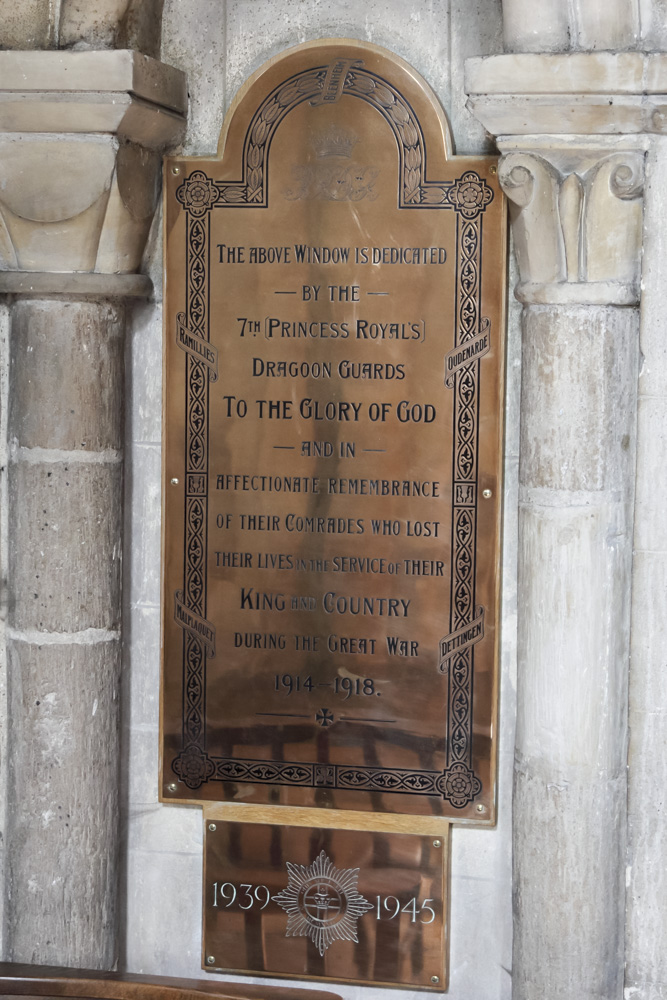 BLENHEIM
THE ABOVE WINDOW IS DEDICATED
BY THE
7TH (PRINCESS ROYAL'S)
DRAGOON GUARDS
RAMILLIES
OUDENARDE
TO THE GLORY OF GOD
AND IN
AFFECTIONATE REMEMBRANCE
OF THEIR COMRADES WHO LOST
THEIR LIVES IN THE SERVICE OF THEIR
KING AND COUNTRY
DURING THE GREAT WAR
MALPLAQUET
DETTINGEN
1914-1918.
1939 1945